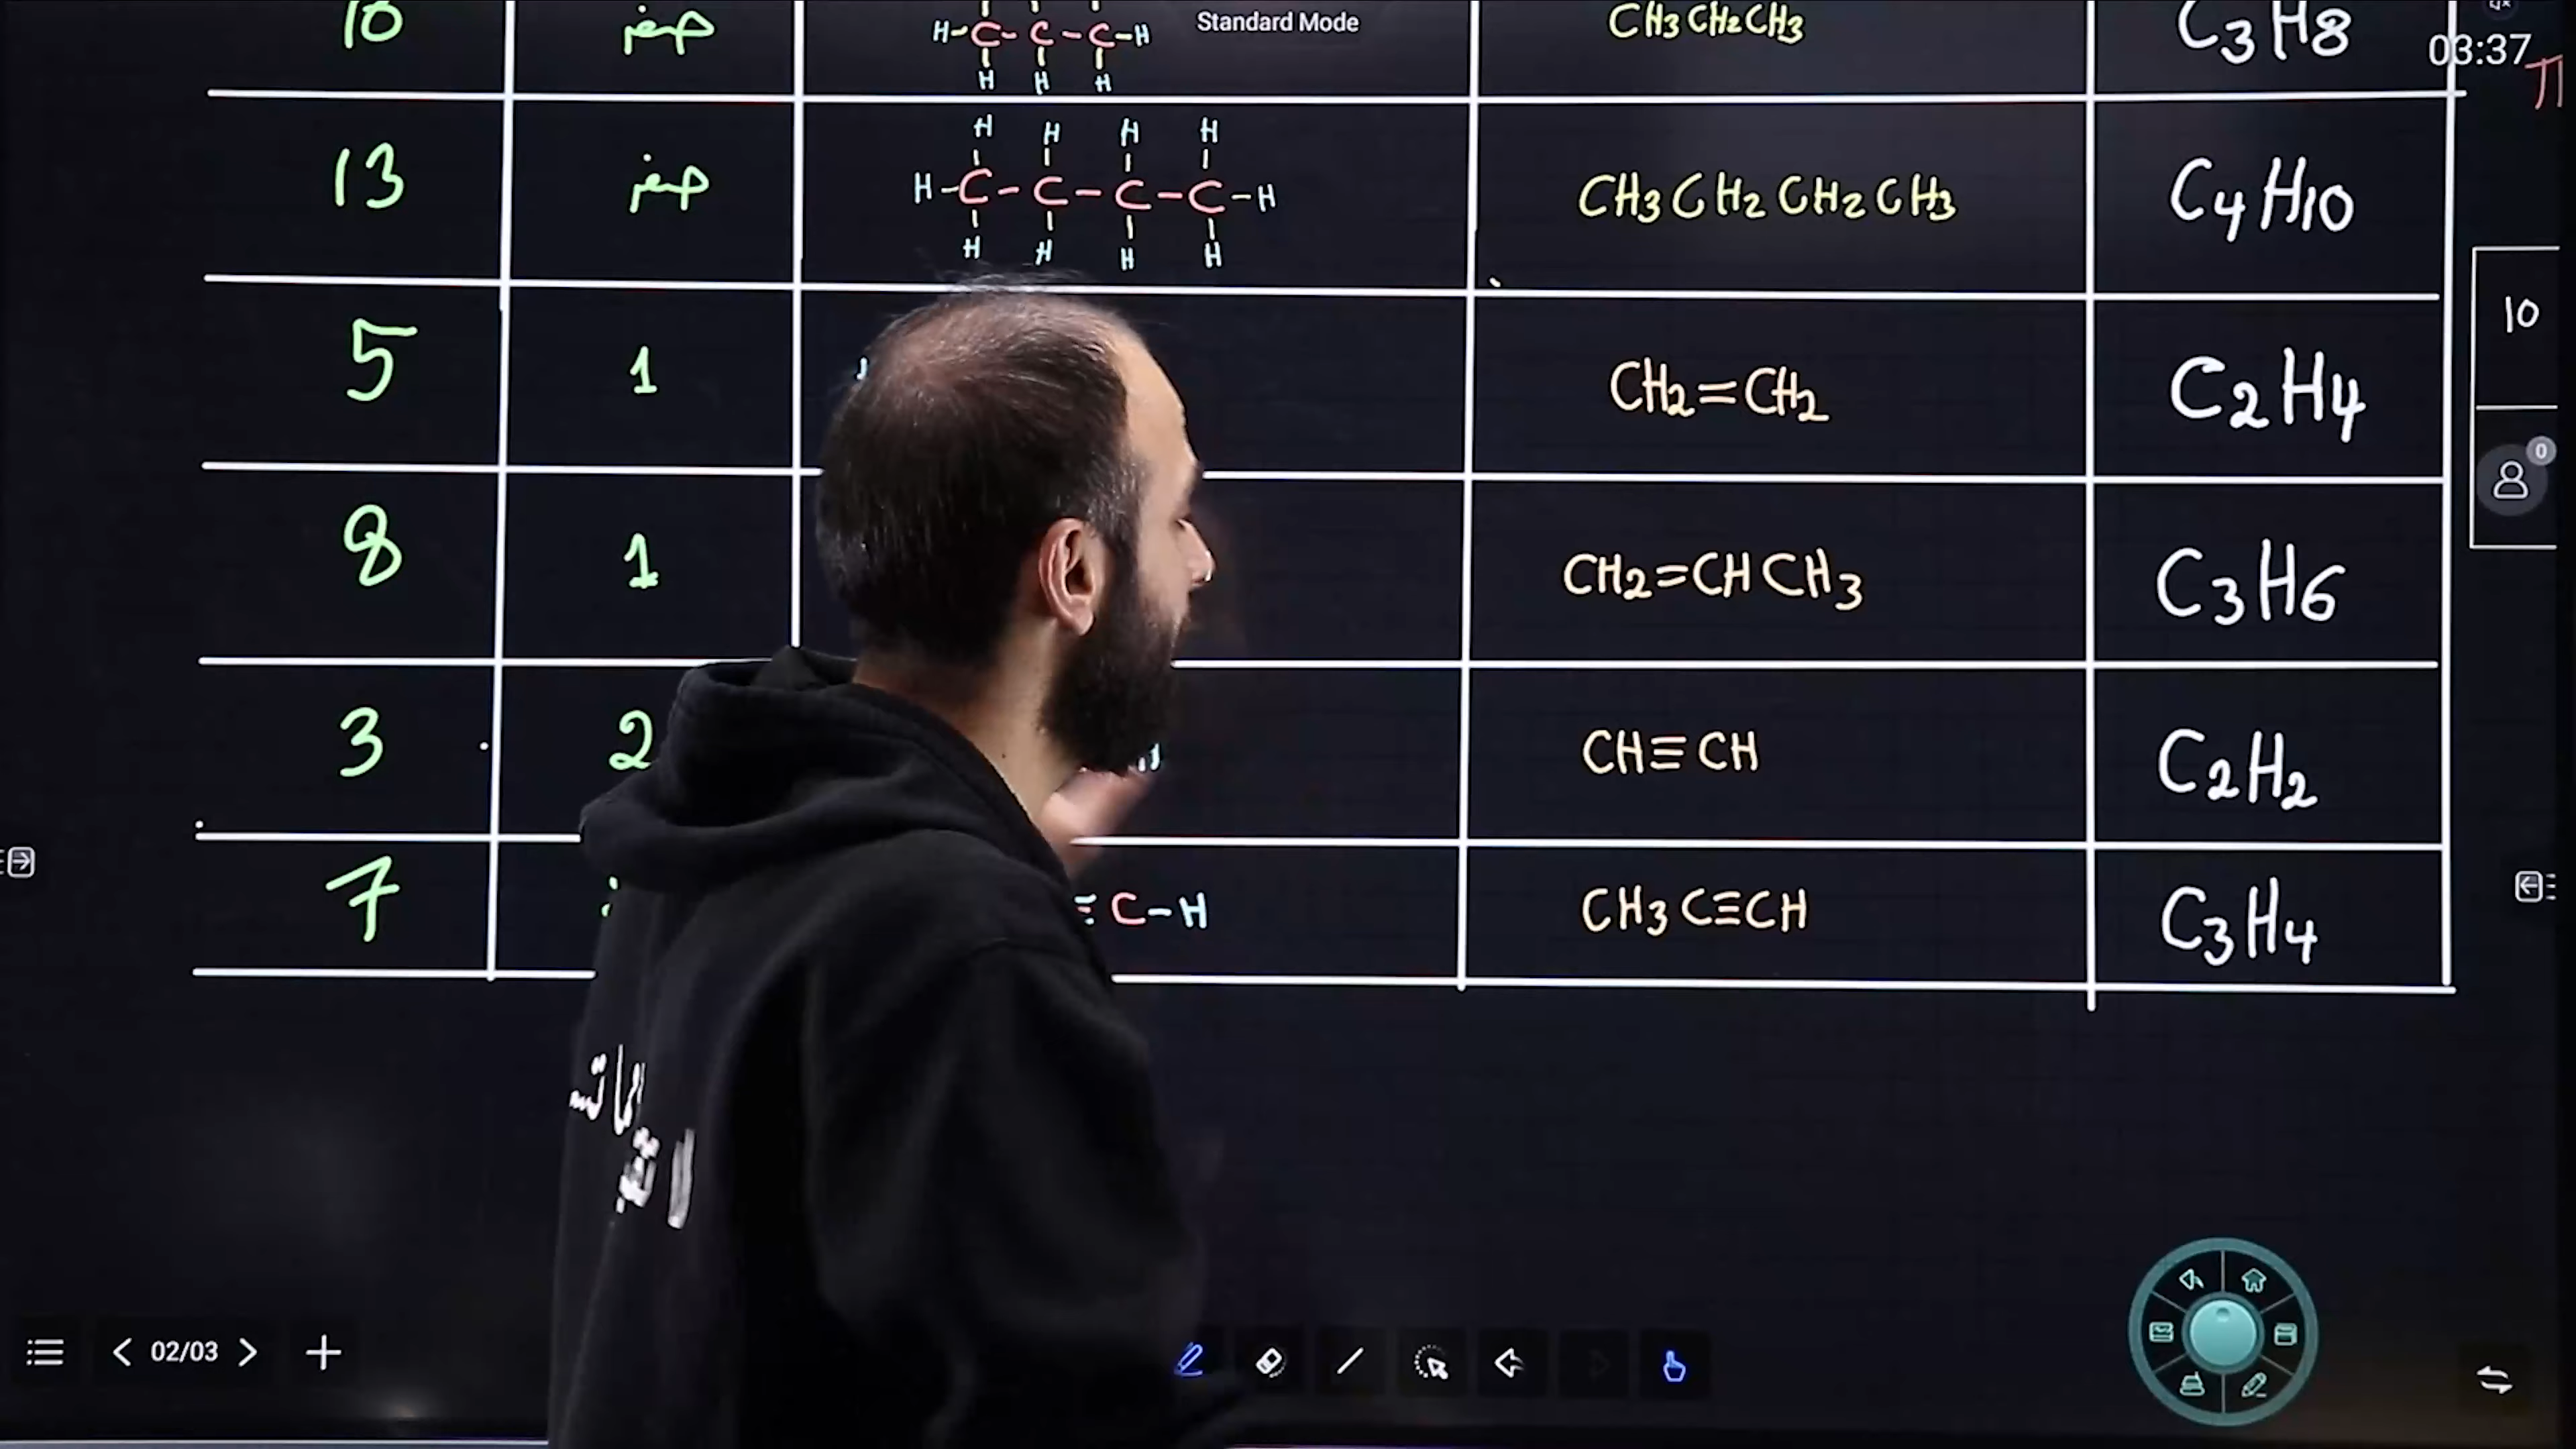 Standard Mode
03:37
π
10 صفر H-C-C-C-H CH3CH2CH3 C3H8
H H H
H H H H
13 صفر H-C-C-C-C-H CH3CH2CH2CH3 C4H10
H H H H
10
5 1 CH2=CH2 C2H4
0
8 1 CH2=CHCH3 C3H6
3 2 CH≡CH C2H2
7 ≡C-H CH3C≡CH C3H4
02/03